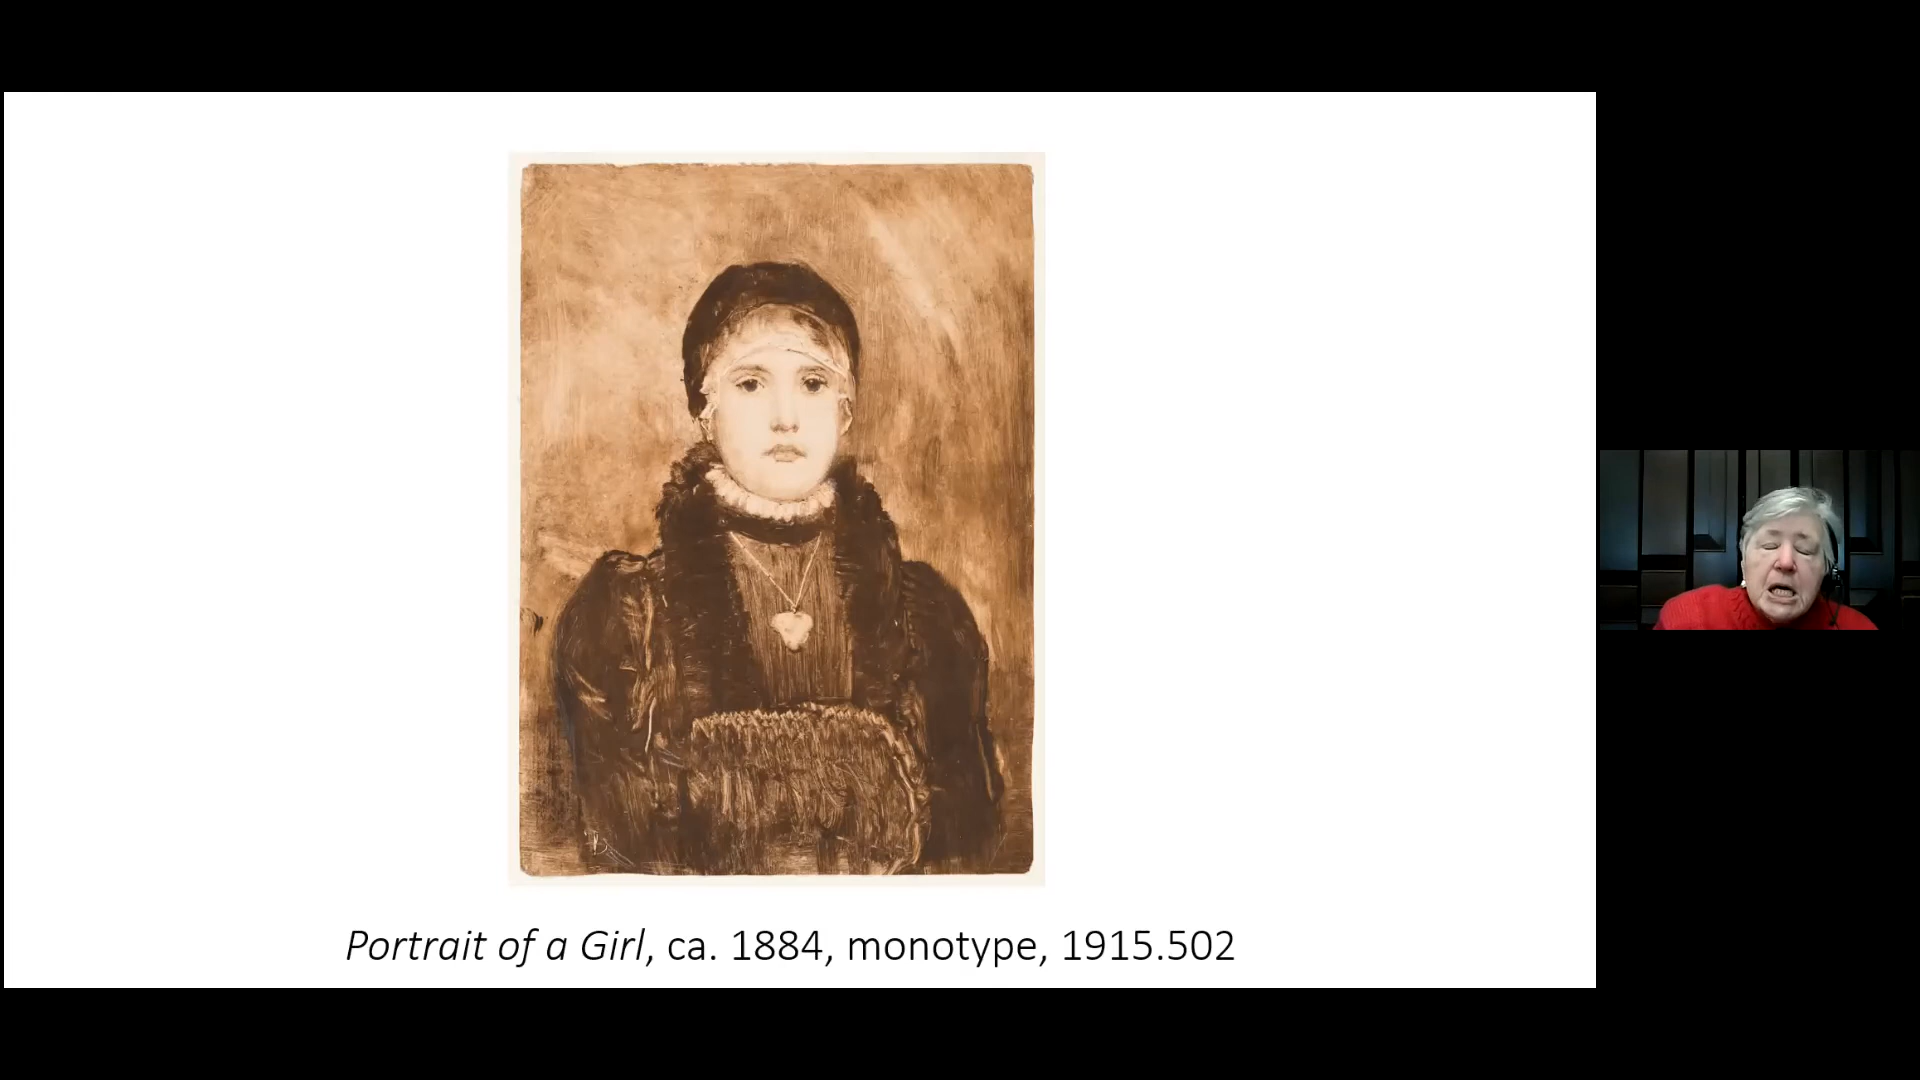 Portrait of a Girl, ca. 1884, monotype, 1915.502